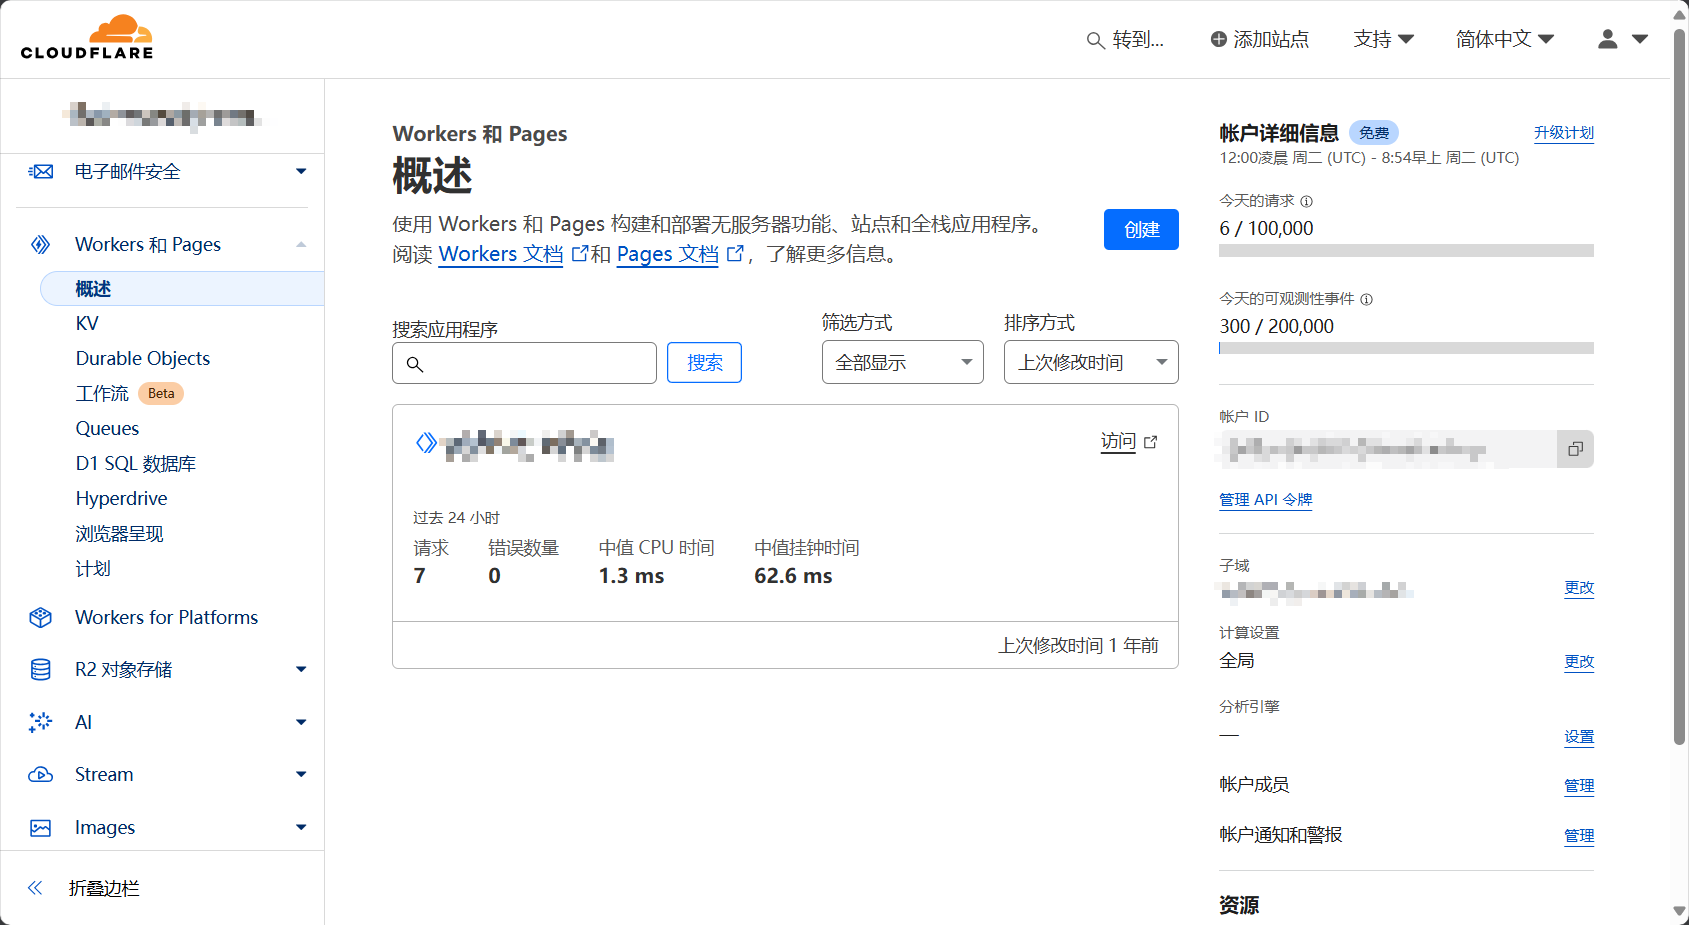 CLOUDFLARE
转到...
添加站点
支持
简体中文
电子邮件安全
Workers 和 Pages
概述
KV
Durable Objects
工作流 Beta
Queues
D1 SQL 数据库
Hyperdrive
浏览器呈现
计划
Workers for Platforms
R2 对象存储
AI
Stream
Images
折叠边栏
Workers 和 Pages
概述
使用 Workers 和 Pages 构建和部署无服务器功能、站点和全栈应用程序。
阅读 Workers 文档 和 Pages 文档 ，了解更多信息。
创建
搜索应用程序
搜索
筛选方式
全部显示
排序方式
上次修改时间
访问
过去 24 小时
请求 错误数量 中值 CPU 时间 中值挂钟时间
7 0 1.3 ms 62.6 ms
上次修改时间 1 年前
帐户详细信息 免费 升级计划
12:00凌晨 周二 (UTC) - 8:54早上 周二 (UTC)
今天的请求
6 / 100,000
今天的可观测性事件
300 / 200,000
帐户 ID
管理 API 令牌
子域
更改
计算设置
全局 更改
分析引擎
— 设置
帐户成员 管理
帐户通知和警报 管理
资源